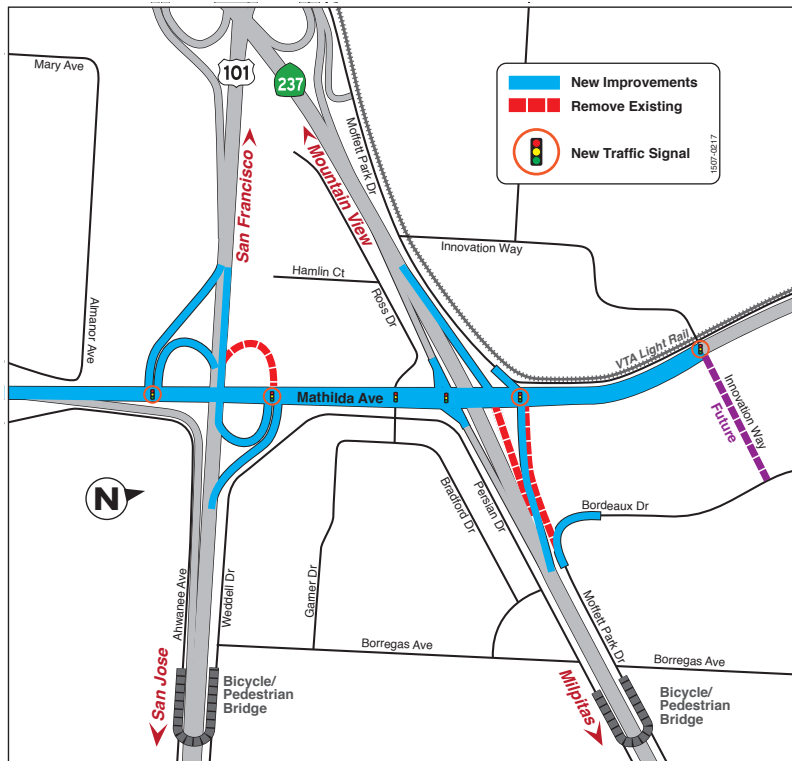 Mary Ave
101
237
New Improvements
Remove Existing
New Traffic Signal
1507-0217
San Francisco
Mountain View
Moffett Park Dr
Innovation Way
Hamlin Ct
Ross Dr
Almanor Ave
VTA Light Rail
Mathilda Ave
Innovation Way
Future
N
Bradford Dr
Persian Dr
Bordeaux Dr
Ahwanee Ave
Weddell Dr
Garner Dr
Moffett Park Dr
Borregas Ave
Borregas Ave
San Jose
Bicycle/
Pedestrian
Bridge
Milpitas
Bicycle/
Pedestrian
Bridge